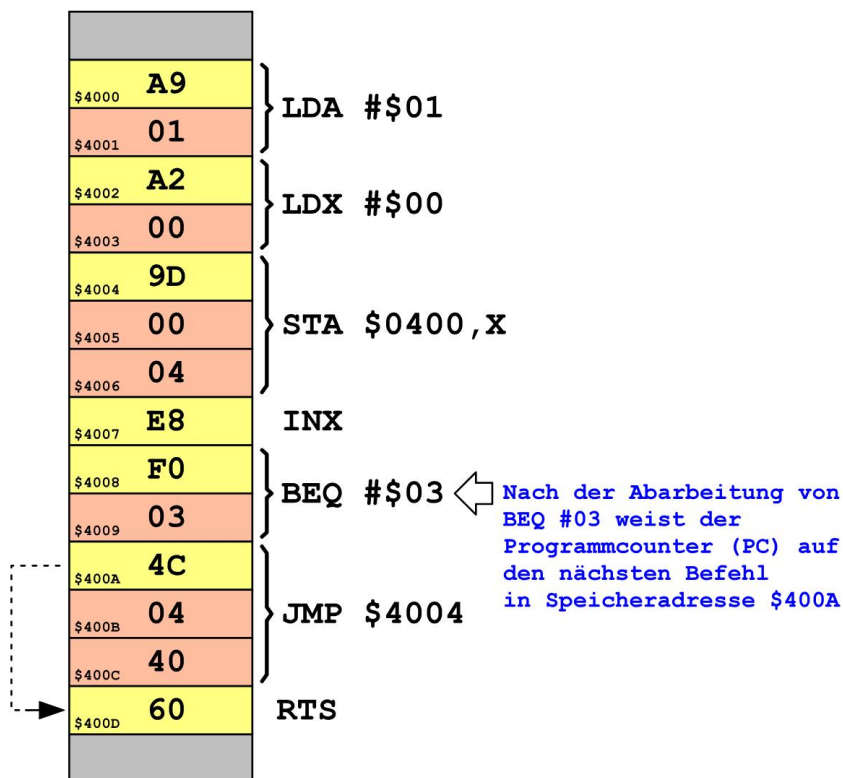 $4000 A9
LDA #$01
$4001 01
$4002 A2
LDX #$00
$4003 00
$4004 9D
$4005 00
STA $0400,X
$4006 04
$4007 E8
INX
$4008 F0
BEQ #$03
$4009 03
Nach der Abarbeitung von
BEQ #03 weist der
Programmcounter (PC) auf
den nächsten Befehl
in Speicheradresse $400A
$400A 4C
$400B 04
JMP $4004
$400C 40
$400D 60
RTS